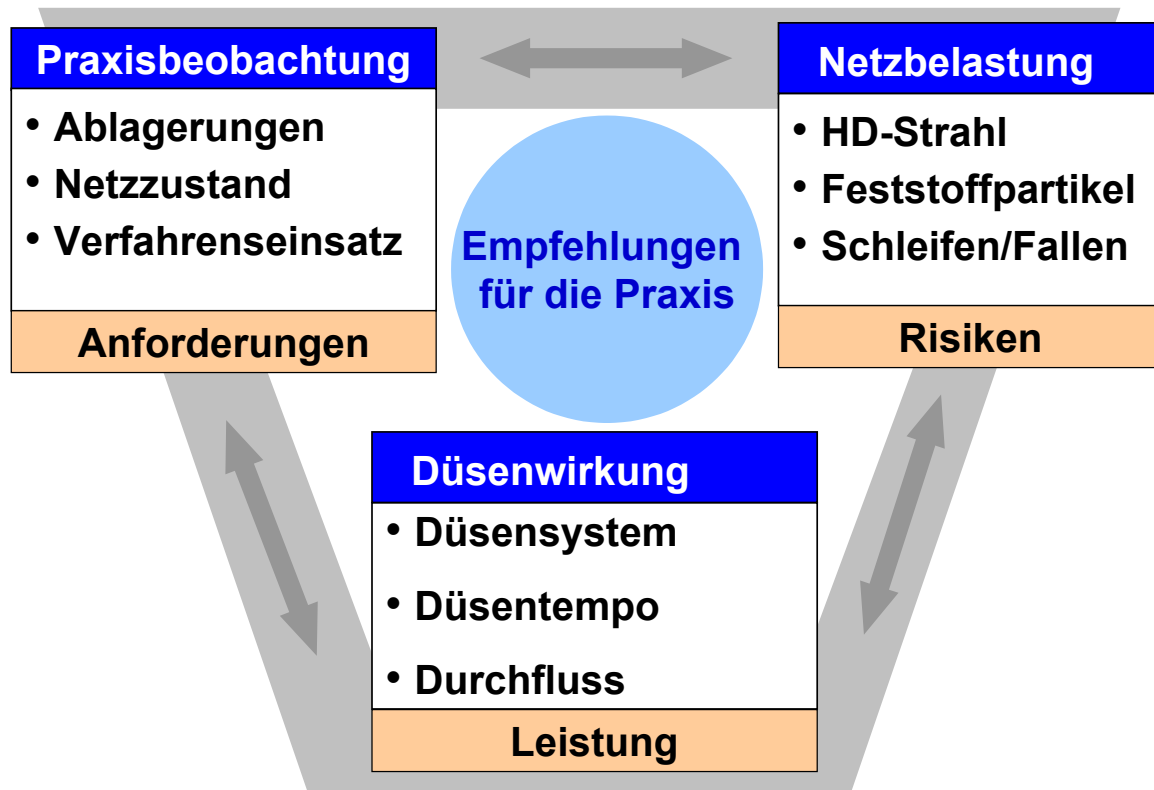 Praxisbeobachtung
• Ablagerungen
• Netzzustand
• Verfahrenseinsatz
Anforderungen
Netzbelastung
• HD-Strahl
• Feststoffpartikel
• Schleifen/Fallen
Risiken
Empfehlungen
für die Praxis
Düsenwirkung
• Düsensystem
• Düsentempo
• Durchfluss
Leistung